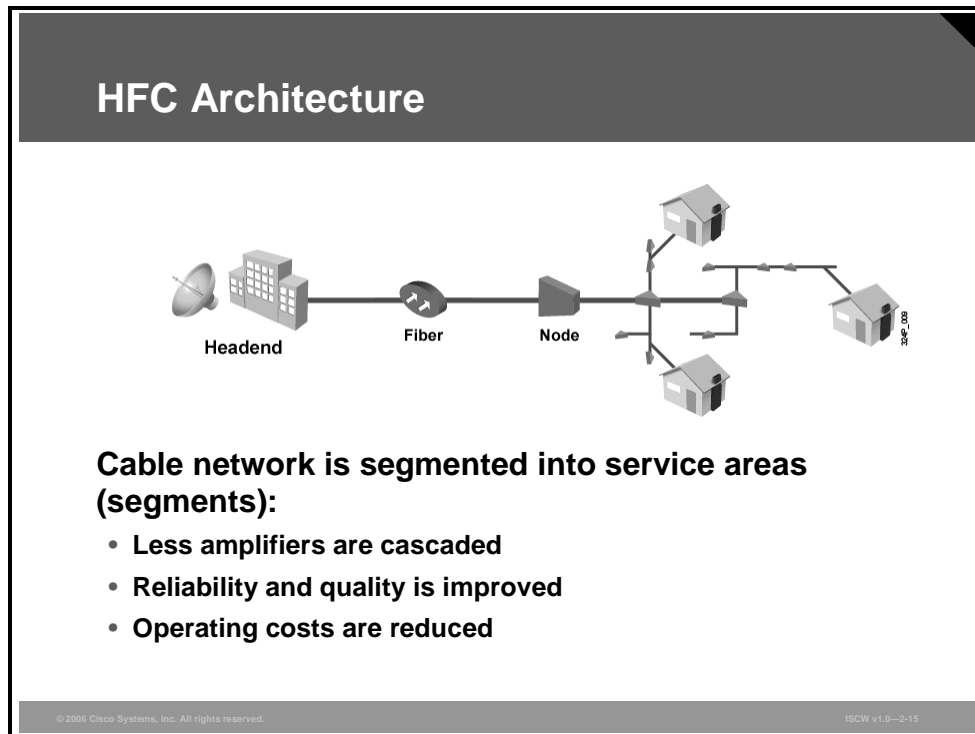 HFC Architecture
Headend
Fiber
Node
324P_009
Cable network is segmented into service areas
(segments):
• Less amplifiers are cascaded
• Reliability and quality is improved
• Operating costs are reduced
© 2006 Cisco Systems, Inc. All rights reserved.
ISCW v1.0—2-15